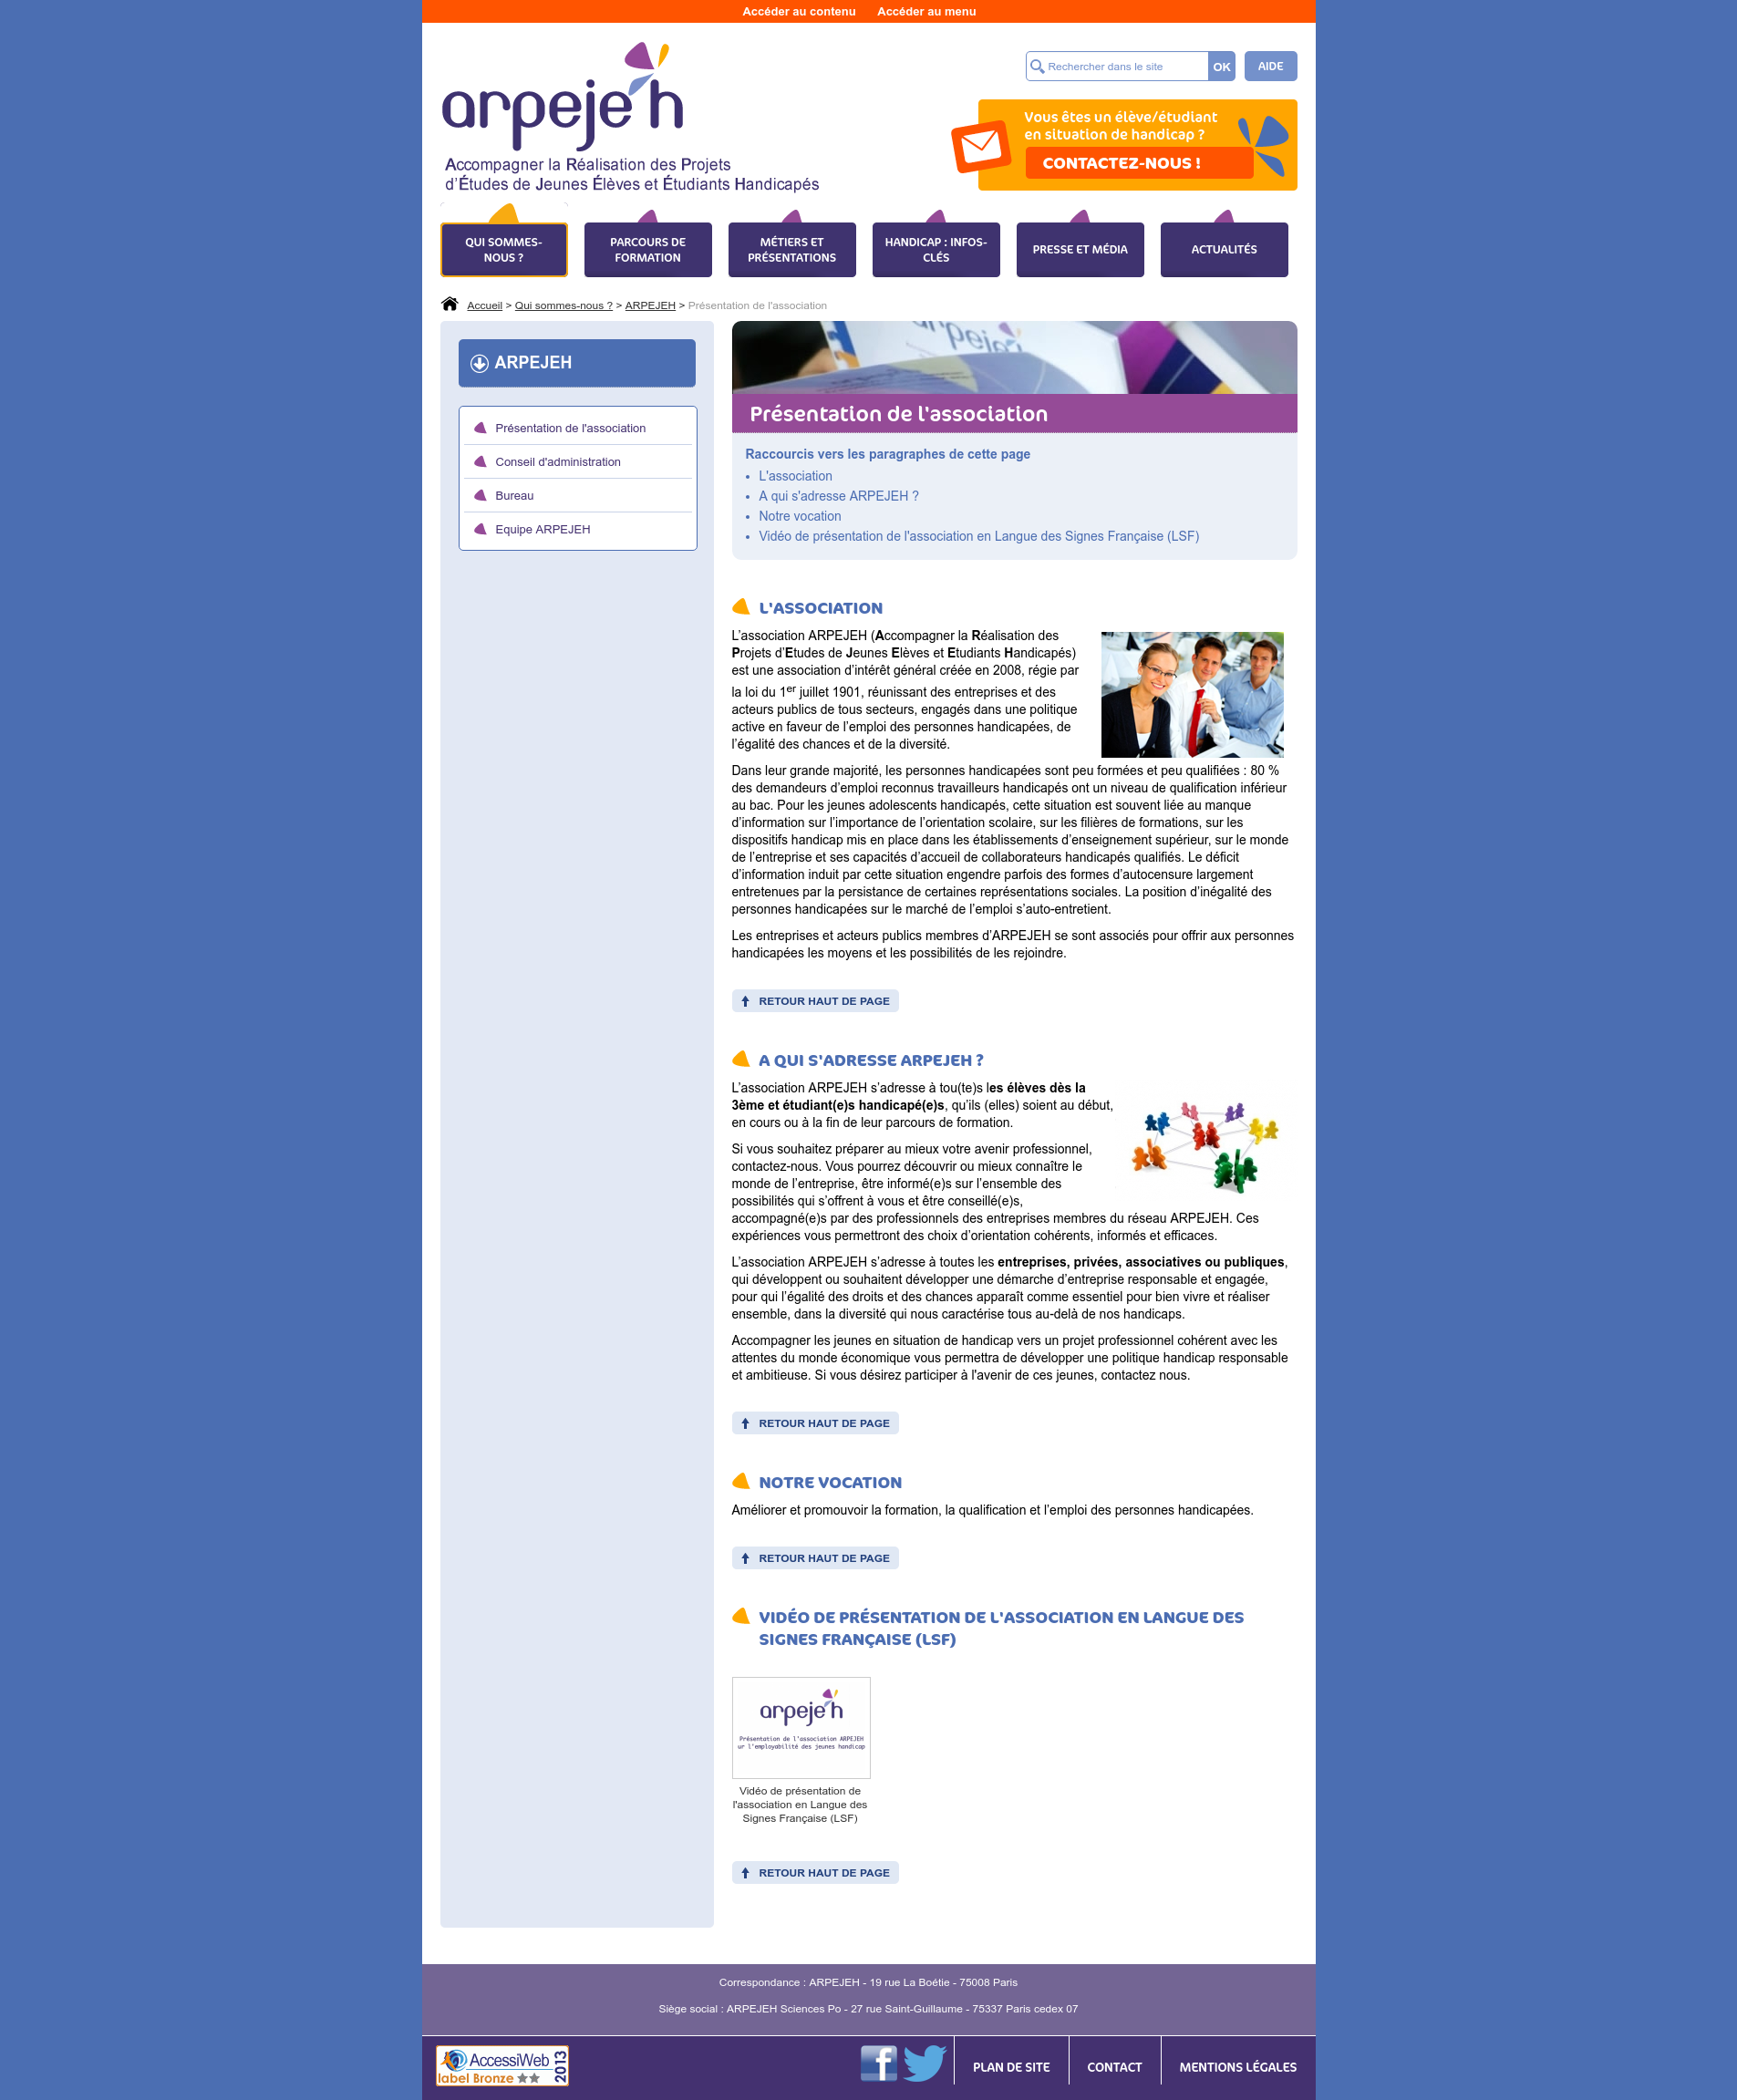 Accéder au contenu Accéder au menu
arpeje'h
Accompagner la Réalisation des Projets
d'Études de Jeunes Élèves et Étudiants Handicapés
Rechercher dans le site OK AIDE
Vous êtes un élève/étudiant
en situation de handicap ?
CONTACTEZ-NOUS !
QUI SOMMES-
NOUS ?
PARCOURS DE
FORMATION
MÉTIERS ET
PRÉSENTATIONS
HANDICAP : INFOS-
CLÉS
PRESSE ET MÉDIA
ACTUALITÉS
Accueil > Qui sommes-nous ? > ARPEJEH > Présentation de l'association
ARPEJEH
Présentation de l'association
Conseil d'administration
Bureau
Equipe ARPEJEH
Présentation de l'association
Raccourcis vers les paragraphes de cette page
• L'association
• A qui s'adresse ARPEJEH ?
• Notre vocation
• Vidéo de présentation de l'association en Langue des Signes Française (LSF)
L'ASSOCIATION
L’association ARPEJEH (Accompagner la Réalisation des
Projets d’Etudes de Jeunes Elèves et Etudiants Handicapés)
est une association d’intérêt général créée en 2008, régie par
la loi du 1er juillet 1901, réunissant des entreprises et des
acteurs publics de tous secteurs, engagés dans une politique
active en faveur de l’emploi des personnes handicapées, de
l’égalité des chances et de la diversité.
Dans leur grande majorité, les personnes handicapées sont peu formées et peu qualifiées : 80 %
des demandeurs d’emploi reconnus travailleurs handicapés ont un niveau de qualification inférieur
au bac. Pour les jeunes adolescents handicapés, cette situation est souvent liée au manque
d’information sur l’importance de l’orientation scolaire, sur les filières de formations, sur les
dispositifs handicap mis en place dans les établissements d’enseignement supérieur, sur le monde
de l’entreprise et ses capacités d’accueil de collaborateurs handicapés qualifiés. Le déficit
d’information induit par cette situation engendre parfois des formes d’autocensure largement
entretenues par la persistance de certaines représentations sociales. La position d’inégalité des
personnes handicapées sur le marché de l’emploi s’auto-entretient.
Les entreprises et acteurs publics membres d’ARPEJEH se sont associés pour offrir aux personnes
handicapées les moyens et les possibilités de les rejoindre.
RETOUR HAUT DE PAGE
A QUI S'ADRESSE ARPEJEH ?
L’association ARPEJEH s’adresse à tou(te)s les élèves dès la
3ème et étudiant(e)s handicapé(e)s, qu’ils (elles) soient au début,
en cours ou à la fin de leur parcours de formation.
Si vous souhaitez préparer au mieux votre avenir professionnel,
contactez-nous. Vous pourrez découvrir ou mieux connaître le
monde de l’entreprise, être informé(e)s sur l’ensemble des
possibilités qui s’offrent à vous et être conseillé(e)s,
accompagné(e)s par des professionnels des entreprises membres du réseau ARPEJEH. Ces
expériences vous permettront des choix d’orientation cohérents, informés et efficaces.
L’association ARPEJEH s’adresse à toutes les entreprises, privées, associatives ou publiques,
qui développent ou souhaitent développer une démarche d’entreprise responsable et engagée,
pour qui l’égalité des droits et des chances apparaît comme essentiel pour bien vivre et réaliser
ensemble, dans la diversité qui nous caractérise tous au-delà de nos handicaps.
Accompagner les jeunes en situation de handicap vers un projet professionnel cohérent avec les
attentes du monde économique vous permettra de développer une politique handicap responsable
et ambitieuse. Si vous désirez participer à l'avenir de ces jeunes, contactez nous.
RETOUR HAUT DE PAGE
NOTRE VOCATION
Améliorer et promouvoir la formation, la qualification et l’emploi des personnes handicapées.
RETOUR HAUT DE PAGE
VIDÉO DE PRÉSENTATION DE L'ASSOCIATION EN LANGUE DES
SIGNES FRANÇAISE (LSF)
arpeje'h
Présentation de l'association ARPEJEH
ur l'employabilité des jeunes handicap
Vidéo de présentation de
l'association en Langue des
Signes Française (LSF)
RETOUR HAUT DE PAGE
Correspondance : ARPEJEH - 19 rue La Boétie - 75008 Paris
Siège social : ARPEJEH Sciences Po - 27 rue Saint-Guillaume - 75337 Paris cedex 07
AccessiWeb
label Bronze
2013
f
PLAN DE SITE
CONTACT
MENTIONS LÉGALES